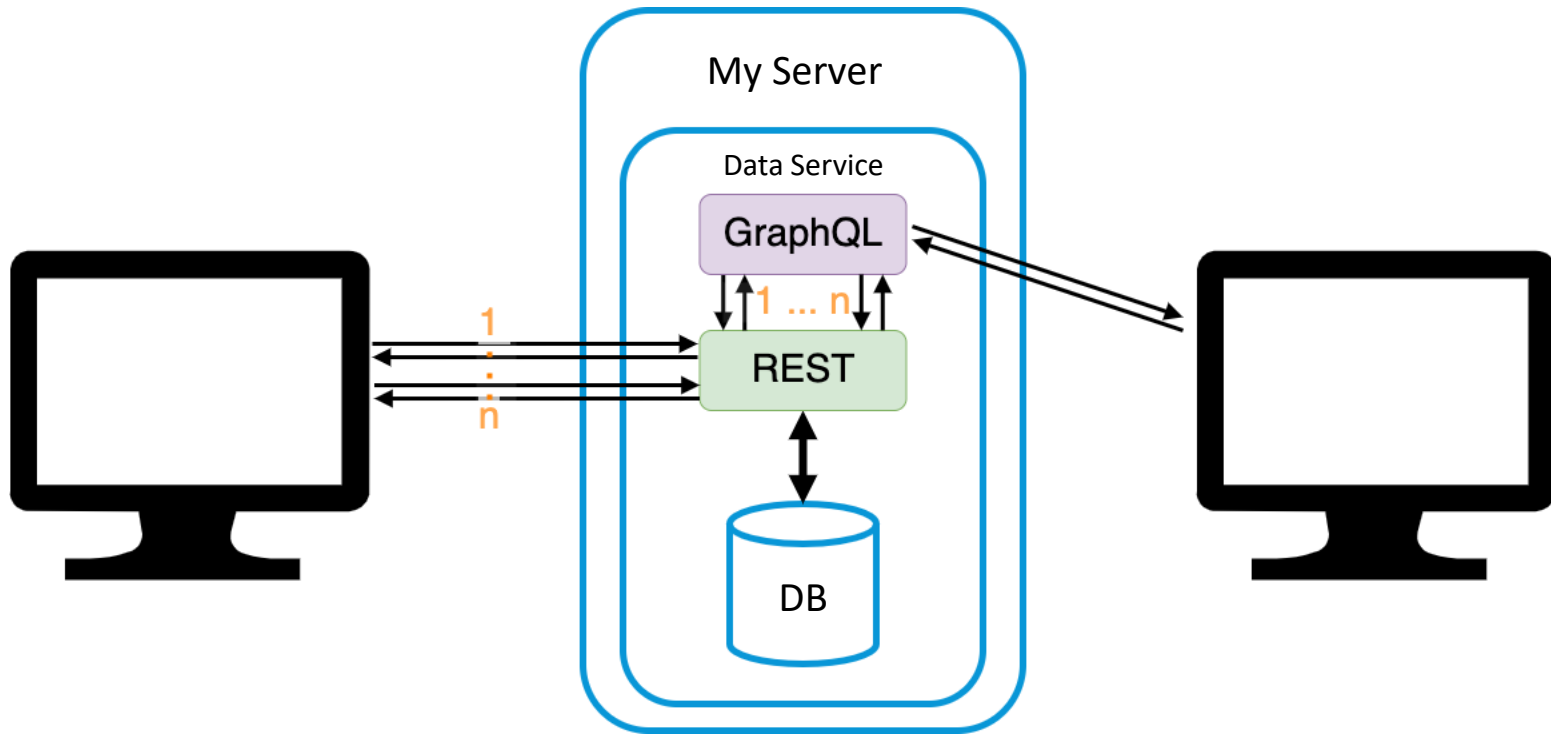 My Server
Data Service
GraphQL
1 ... n
1
.
.
.
n
REST
DB